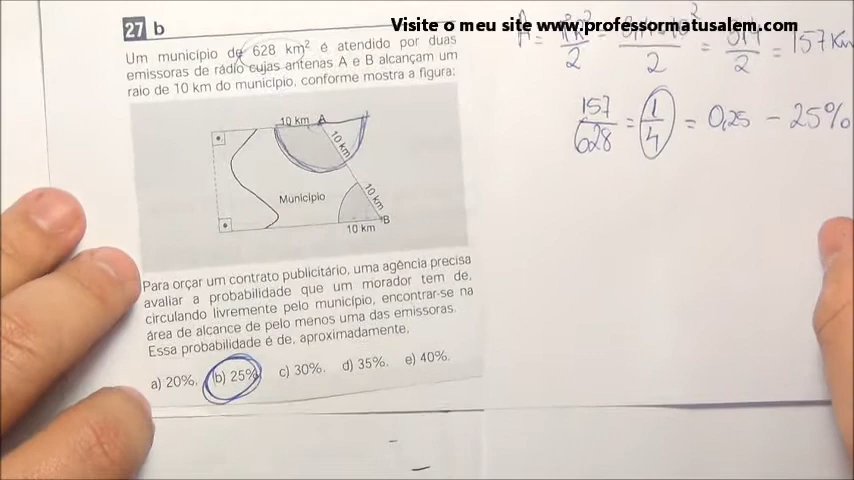 Visite o meu site www.professormatusalem.com
27 b
Um município de 628 km² é atendido por duas
emissoras de rádio cujas antenas A e B alcançam um
raio de 10 km do município, conforme mostra a figura:
10 km A
10 km
Município
10 km
B
10 km
Para orçar um contrato publicitário, uma agência precisa
avaliar a probabilidade que um morador tem de,
circulando livremente pelo município, encontrar-se na
área de alcance de pelo menos uma das emissoras.
Essa probabilidade é de, aproximadamente,
a) 20%. b) 25% c) 30%. d) 35%. e) 40%.
= 157 Km
157/628 = 1/4 = 0,25 - 25%